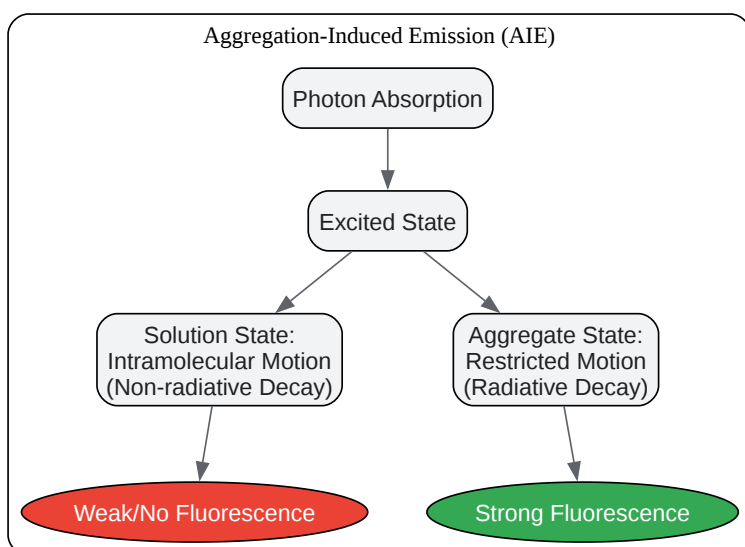 Aggregation-Induced Emission (AIE)
Photon Absorption
Excited State
Solution State:
Intramolecular Motion
(Non-radiative Decay)
Aggregate State:
Restricted Motion
(Radiative Decay)
Weak/No Fluorescence
Strong Fluorescence